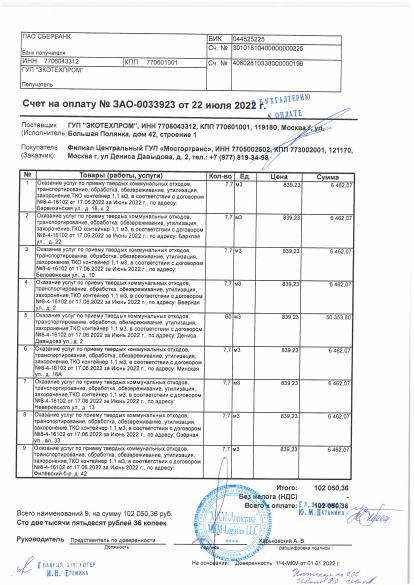 ПАО СБЕРБАНК
БИК 044525225
Банк получателя
Сч. № 30101810400000000225
ИНН 7706043312 КПП 770601001
Сч. № 40602810338000000196
ГУП "ЭКОТЕХПРОМ"
Получатель
Счет на оплату № ЗАО-0033923 от 22 июля 2022 г.
БУХГАЛТЕРИЮ
К ОПЛАТЕ
Поставщик (Исполнитель): ГУП "ЭКОТЕХПРОМ", ИНН 7706043312, КПП 770601001, 119180, Москва г, ул.
Большая Полянка, дом 42, строение 1
Покупатель (Заказчик): Филиал Центральный ГУП «Мосгортранс», ИНН 7705002602, КПП 773002001, 121170,
Москва г, ул Дениса Давыдова, д. 2, тел.: +7 (977) 819-34-98
№ Товары (работы, услуги) Кол-во Ед. Цена Сумма
1 Оказание услуг по приему твердых коммунальных отходов, 7,7 м3 839,23 6 462,07
транспортирование, обработка, обезвреживание, утилизация,
захоронение,ТКО контейнер 1,1 м3, в соответствии с договором
№8-4-16102 от 17.06.2022 за Июнь 2022 г., по адресу:
Барвихинская ул., д. 16, к. 2
2 Оказание услуг по приему твердых коммунальных отходов, 7,7 м3 839,23 6 462,07
транспортирование, обработка, обезвреживание, утилизация,
захоронение,ТКО контейнер 1,1 м3, в соответствии с договором
№8-4-16102 от 17.06.2022 за Июнь 2022 г., по адресу: Барклая
ул., д. 22
3 Оказание услуг по приему твердых коммунальных отходов, 7,7 м3 839,23 6 462,07
транспортирование, обработка, обезвреживание, утилизация,
захоронение,ТКО контейнер 1,1 м3, в соответствии с договором
№8-4-16102 от 17.06.2022 за Июнь 2022 г., по адресу:
Беловежская ул., д. 10
4 Оказание услуг по приему твердых коммунальных отходов, 7,7 м3 839,23 6 462,07
транспортирование, обработка, обезвреживание, утилизация,
захоронение,ТКО контейнер 1,1 м3, в соответствии с договором
№8-4-16102 от 17.06.2022 за Июнь 2022 г., по адресу: Веерная
ул., д. 2
5 Оказание услуг по приему твердых коммунальных отходов, 60 м3 839,23 50 353,80
транспортирование, обработка, обезвреживание, утилизация,
захоронение,ТКО контейнер 1,1 м3, в соответствии с договором
№8-4-16102 от 17.06.2022 за Июнь 2022 г., по адресу: Дениса
Давыдова ул., д. 2
6 Оказание услуг по приему твердых коммунальных отходов, 7,7 м3 839,23 6 462,07
транспортирование, обработка, обезвреживание, утилизация,
захоронение,ТКО контейнер 1,1 м3, в соответствии с договором
№8-4-16102 от 17.06.2022 за Июнь 2022 г., по адресу: Минская
ул., д. 16А
7 Оказание услуг по приему твердых коммунальных отходов, 7,7 м3 839,23 6 462,07
транспортирование, обработка, обезвреживание, утилизация,
захоронение,ТКО контейнер 1,1 м3, в соответствии с договором
№8-4-16102 от 17.06.2022 за Июнь 2022 г., по адресу:
Неверовского ул., д. 13
8 Оказание услуг по приему твердых коммунальных отходов, 7,7 м3 839,23 6 462,07
транспортирование, обработка, обезвреживание, утилизация,
захоронение,ТКО контейнер 1,1 м3, в соответствии с договором
№8-4-16102 от 17.06.2022 за Июнь 2022 г., по адресу: Озёрная
ул., вл. 33
9 Оказание услуг по приему твердых коммунальных отходов, 7,7 м3 839,23 6 462,07
транспортирование, обработка, обезвреживание, утилизация,
захоронение,ТКО контейнер 1,1 м3, в соответствии с договором
№8-4-16102 от 17.06.2022 за Июнь 2022 г., по адресу:
Филёвский б-р, д. 42
Итого: 102 050,36
Без налога (НДС) -
Всего к оплате: 102 050,36
Всего наименований 9, на сумму 102 050,36 руб.
Сто две тысячи пятьдесят рублей 36 копеек
Ю.М.
МКМ-Логистика
MKM-Logistics LLC
Руководитель Представитель по доверенности Харьковский А. В.
Должность подпись расшифровка подписи
На основании: Доверенность 114-МКМ от 01.01.2022 г.
ГЛАВНЫЙ БУХГАЛТЕР
И.Н. ЕРЕМИНА